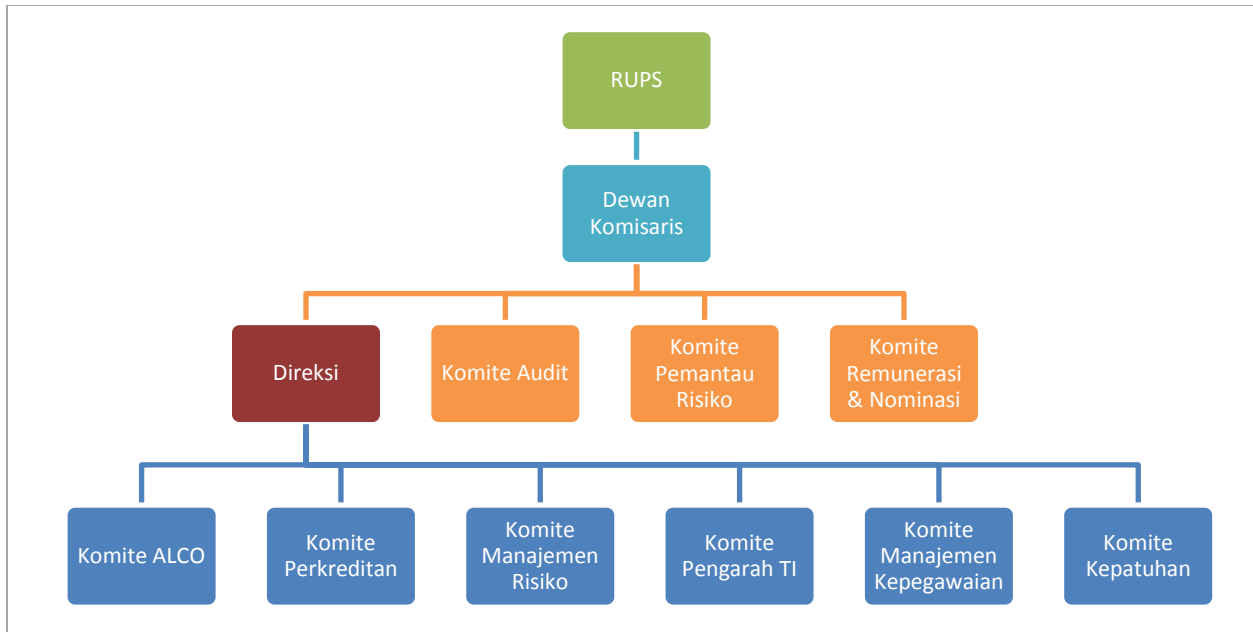 RUPS
Dewan
Komisaris
Direksi
Komite Audit
Komite
Pemantau
Risiko
Komite
Remunerasi
& Nominasi
Komite ALCO
Komite
Perkreditan
Komite
Manajemen
Risiko
Komite
Pengarah TI
Komite
Manajemen
Kepegawaian
Komite
Kepatuhan